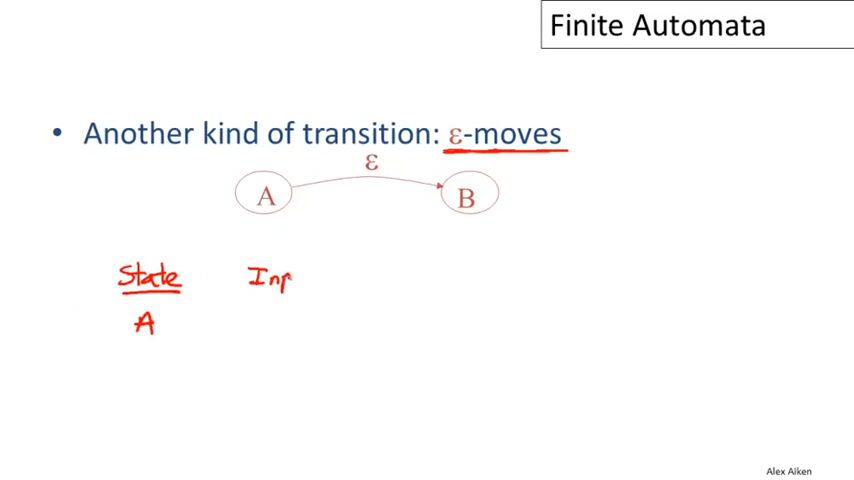 Finite Automata
• Another kind of transition: ε-moves
ε
A B
State Inp
A
Alex Aiken